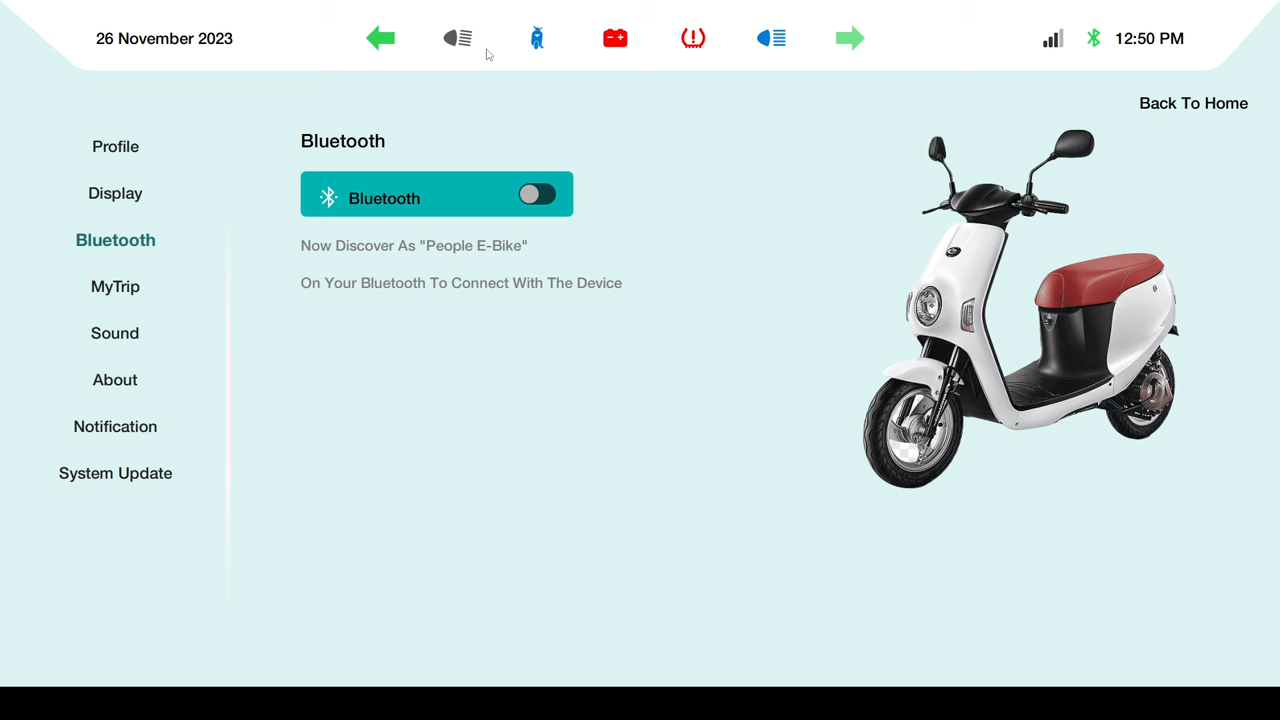 26 November 2023
12:50 PM
Back To Home
Profile
Display
Bluetooth
MyTrip
Sound
About
Notification
System Update
Bluetooth
Bluetooth
Now Discover As "People E-Bike"
On Your Bluetooth To Connect With The Device